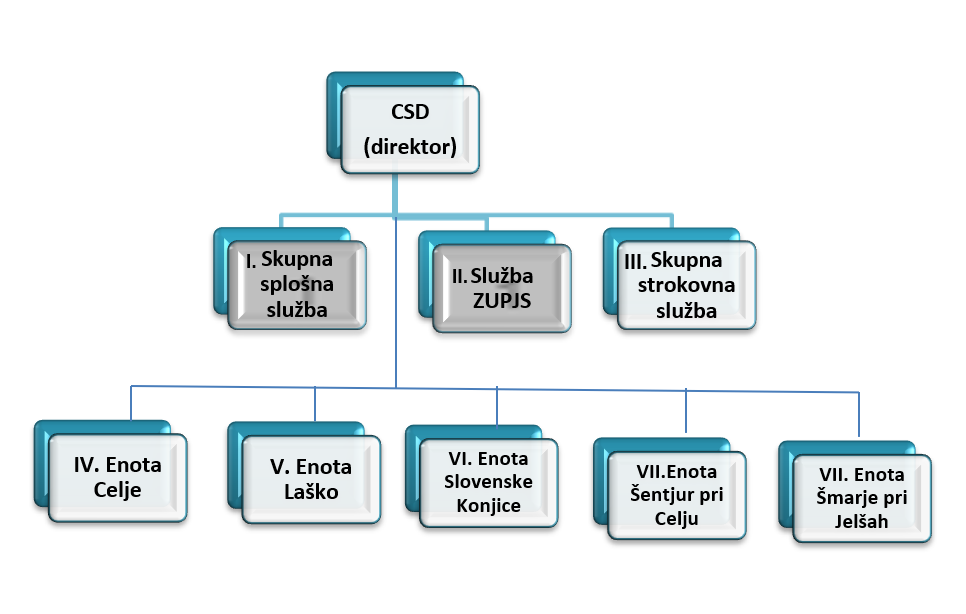 CSD
(direktor)
I. Skupna
splošna
služba
II. Služba
ZUPJS
III. Skupna
strokovna
služba
IV. Enota
Celje
V. Enota
Laško
VI. Enota
Slovenske
Konjice
VII.Enota
Šentjur pri
Celju
VII. Enota
Šmarje pri
Jelšah